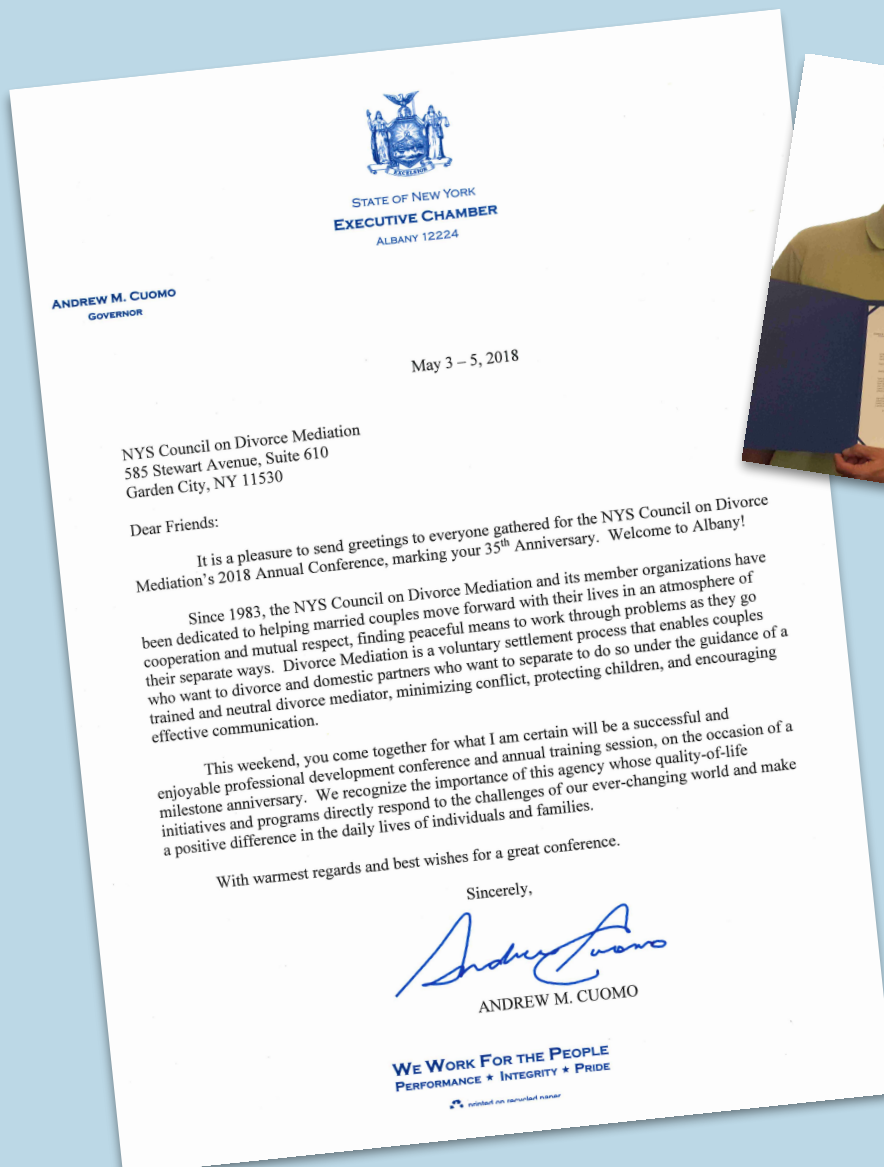 EXCELSIOR
STATE OF NEW YORK
EXECUTIVE CHAMBER
ALBANY 12224
ANDREW M. CUOMO
GOVERNOR
May 3 – 5, 2018
NYS Council on Divorce Mediation
585 Stewart Avenue, Suite 610
Garden City, NY 11530
Dear Friends:
It is a pleasure to send greetings to everyone gathered for the NYS Council on Divorce
Mediation's 2018 Annual Conference, marking your 35th Anniversary. Welcome to Albany!
Since 1983, the NYS Council on Divorce Mediation and its member organizations have
been dedicated to helping married couples move forward with their lives in an atmosphere of
cooperation and mutual respect, finding peaceful means to work through problems as they go
their separate ways. Divorce Mediation is a voluntary settlement process that enables couples
who want to divorce and domestic partners who want to separate to do so under the guidance of a
trained and neutral divorce mediator, minimizing conflict, protecting children, and encouraging
effective communication.
This weekend, you come together for what I am certain will be a successful and
enjoyable professional development conference and annual training session, on the occasion of a
milestone anniversary. We recognize the importance of this agency whose quality-of-life
initiatives and programs directly respond to the challenges of our ever-changing world and make
a positive difference in the daily lives of individuals and families.
With warmest regards and best wishes for a great conference.
Sincerely,
Andrew Cuomo
ANDREW M. CUOMO
WE WORK FOR THE PEOPLE
PERFORMANCE ★ INTEGRITY ★ PRIDE
printed on recycled paper